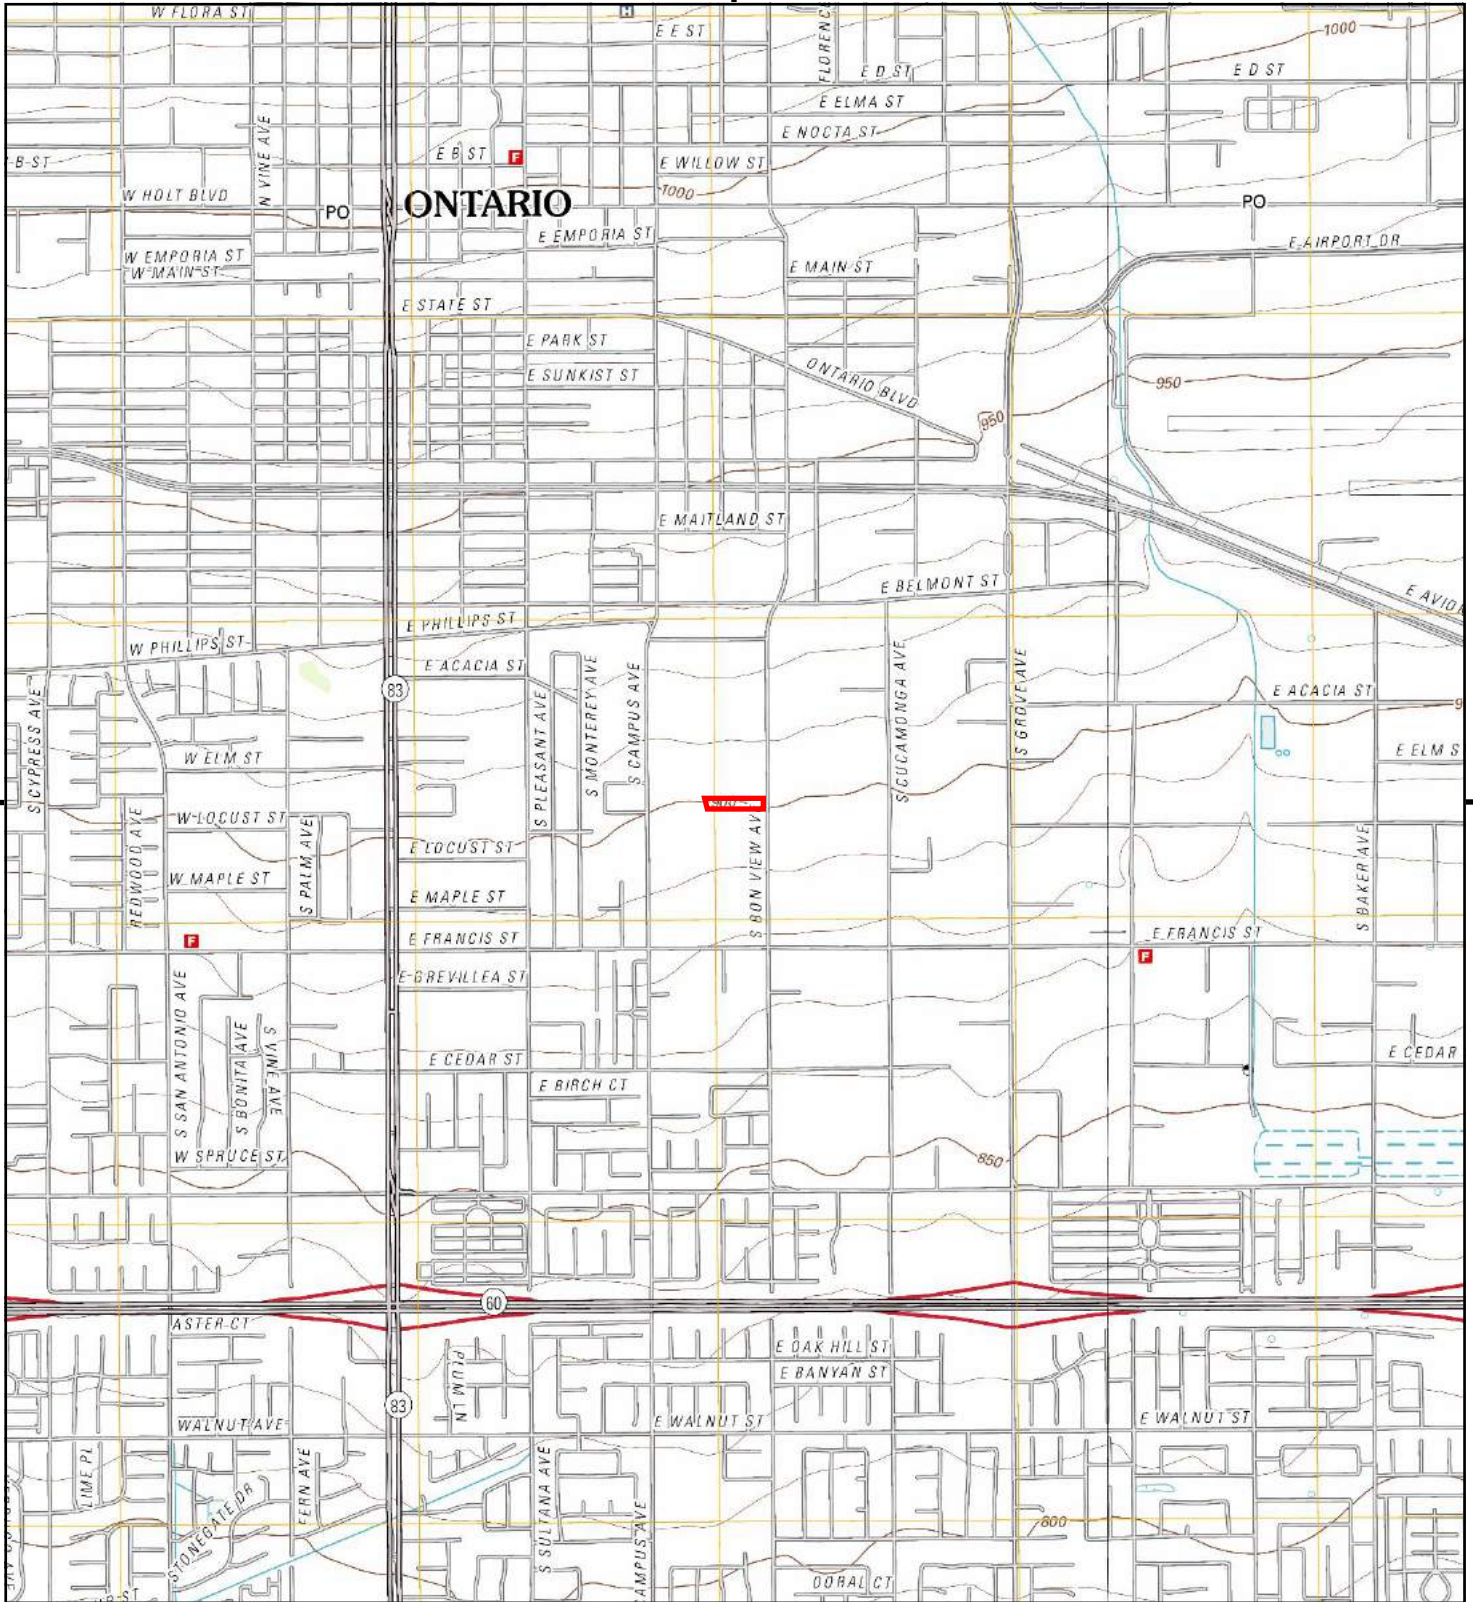 W FLORA ST
H
E E ST
FLORENC
1000
E D ST
E D ST
E ELMA ST
E NOCTA ST
N VINE AVE
B ST
E B ST
F
E WILLOW ST
W HOLT BLVD
1000
PO
ONTARIO
PO
E EMPORIA ST
E AIRPORT DR
W EMPORIA ST
W MAIN ST
E MAIN ST
E STATE ST
E PARK ST
E SUNKIST ST
ONTARIO BLVD
950
950
E MAITLAND ST
E BELMONT ST
E AVIO
E PHILLIPS ST
W PHILLIPS ST
E ACACIA ST
83
S CYPRESS AVE
S PLEASANT AVE
S MONTEREY AVE
S CAMPUS AVE
S CUCAMONGA AVE
S GROVE AVE
E ACACIA ST
9
W ELM ST
E ELM S
W LOCUST ST
REDWOOD AVE
S PALM AVE
E LOCUST ST
S BON VIEW AV
S BAKER AVE
W MAPLE ST
E MAPLE ST
F
E FRANCIS ST
E FRANCIS ST
F
E GREVILLEA ST
S SAN ANTONIO AVE
S BONITA AVE
S VINE AVE
E CEDAR ST
E CEDAR
E BIRCH CT
W SPRUCE ST
850
60
ASTER CT
E OAK HILL ST
E BANYAN ST
PLUM LN
83
WALNUT AVE
E WALNUT ST
E WALNUT ST
LIME PL
FERN AVE
STONEGATE DR
S SULTANA AVE
CAMPUS AVE
800
DORAL CT